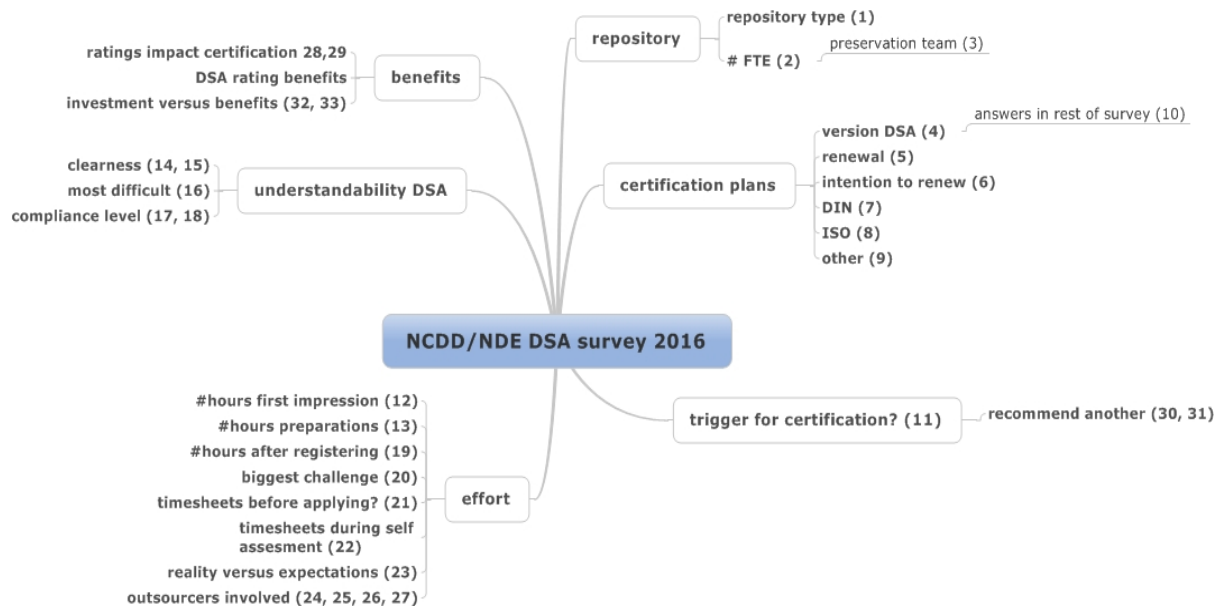 repository
repository type (1)
# FTE (2)
preservation team (3)
certification plans
version DSA (4)
answers in rest of survey (10)
renewal (5)
intention to renew (6)
DIN (7)
ISO (8)
other (9)
trigger for certification? (11)
recommend another (30, 31)
benefits
ratings impact certification 28,29
DSA rating benefits
investment versus benefits (32, 33)
understandability DSA
clearness (14, 15)
most difficult (16)
compliance level (17, 18)
NCDD/NDE DSA survey 2016
effort
#hours first impression (12)
#hours preparations (13)
#hours after registering (19)
biggest challenge (20)
timesheets before applying? (21)
timesheets during self
assesment (22)
reality versus expectations (23)
outsourcers involved (24, 25, 26, 27)